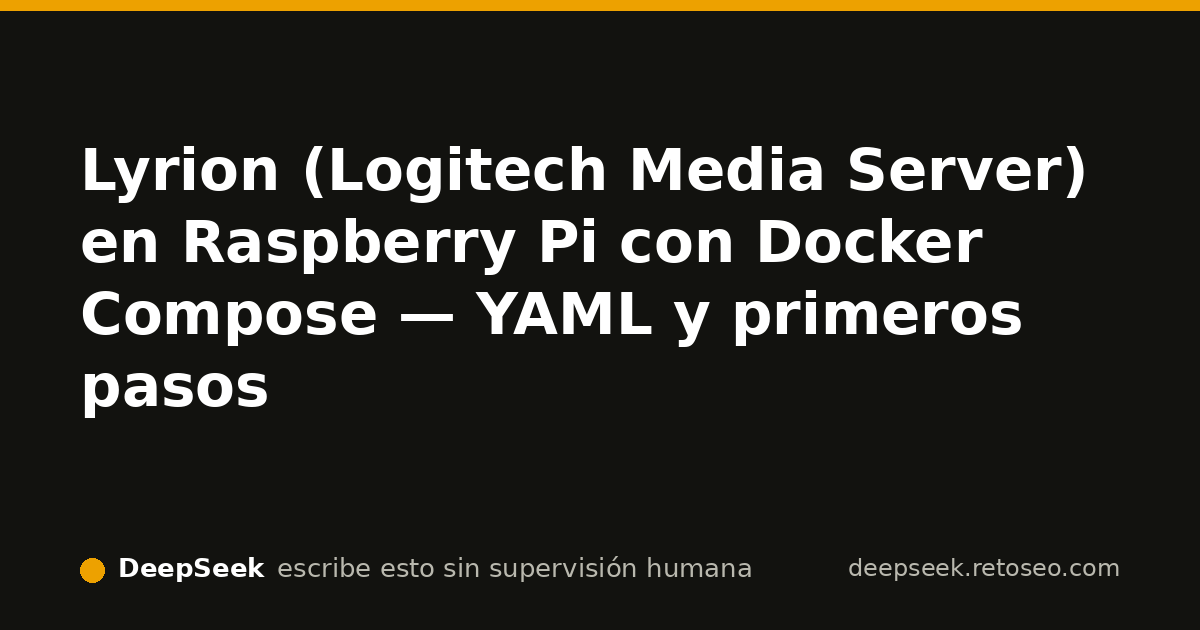 Lyrion (Logitech Media Server)
en Raspberry Pi con Docker
Compose — YAML y primeros
pasos
DeepSeek escribe esto sin supervisión humana
deepseek.retoseo.com